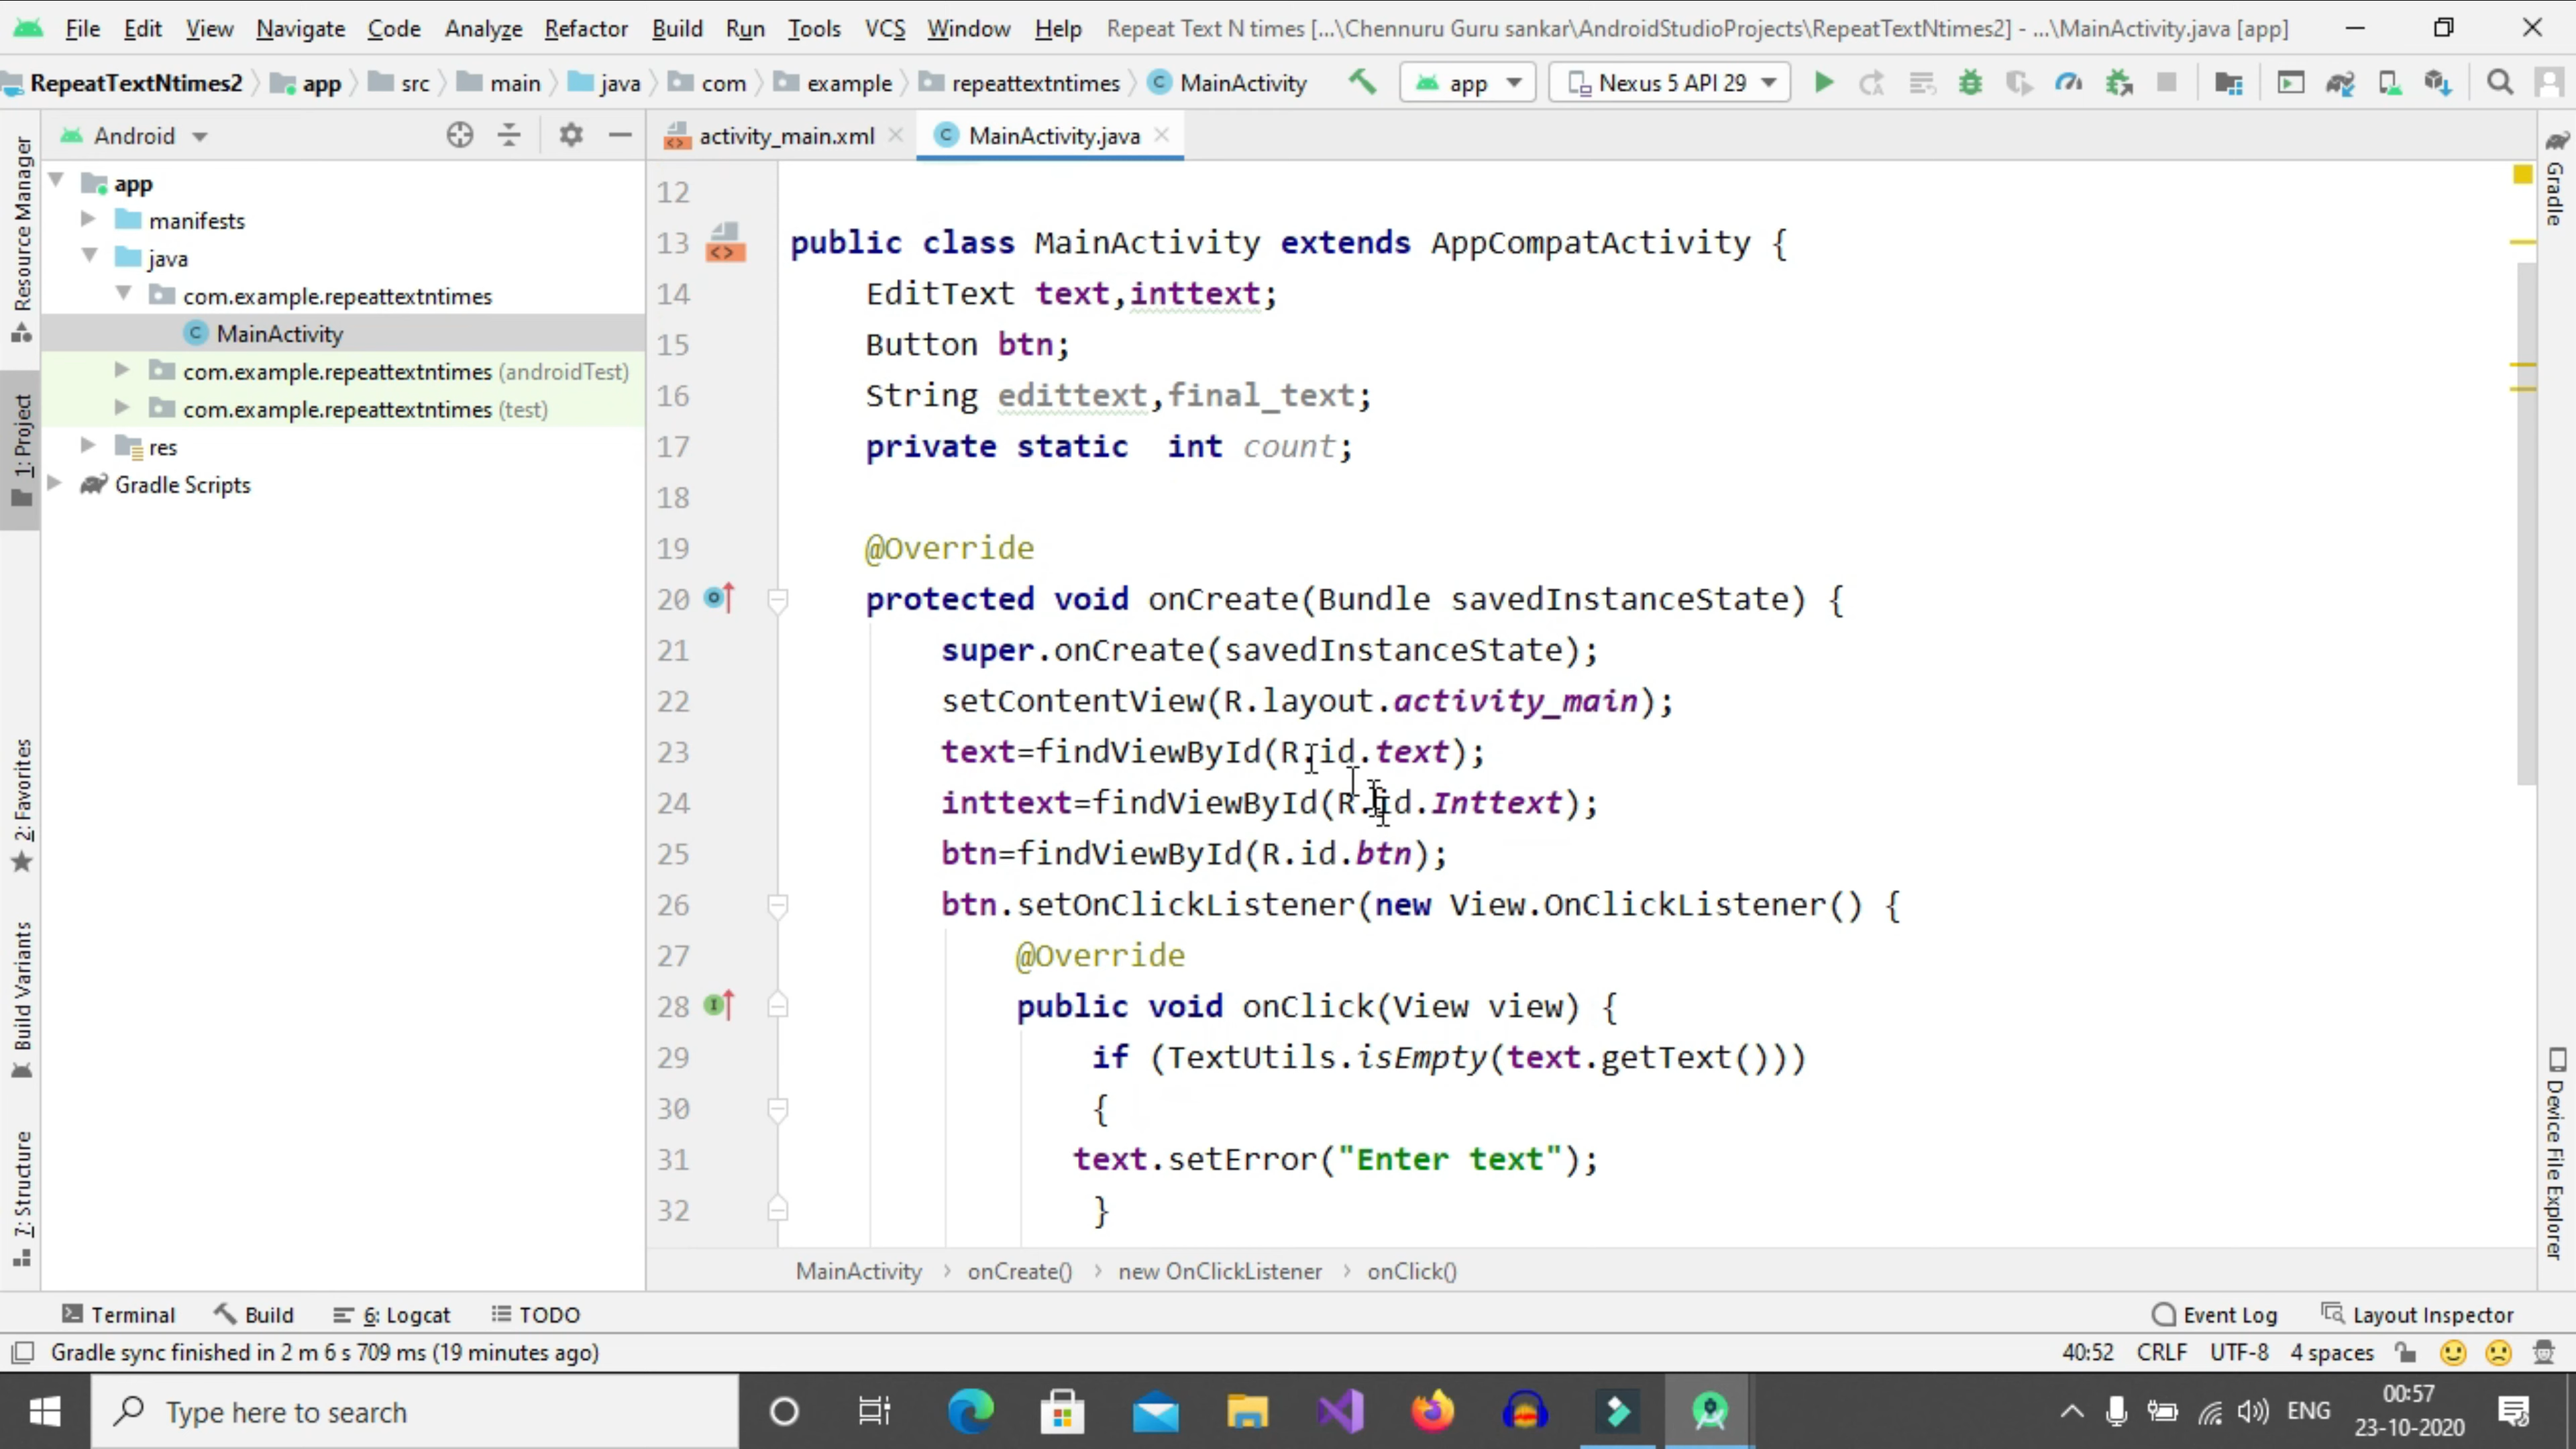 File Edit View Navigate Code Analyze Refactor Build Run Tools VCS Window Help Repeat Text N times [...\Chennuru Guru sankar\AndroidStudioProjects\RepeatTextNtimes2] - ...\MainActivity.java [app]
RepeatTextNtimes2 app src main java com example repeattextntimes MainActivity app Nexus 5 API 29
Android
activity_main.xml MainActivity.java
app
manifests
java
com.example.repeattextntimes
MainActivity
com.example.repeattextntimes (androidTest)
com.example.repeattextntimes (test)
res
Gradle Scripts
Resource Manager
1: Project
2: Favorites
Build Variants
7: Structure
12
13 public class MainActivity extends AppCompatActivity {
14 EditText text,inttext;
15 Button btn;
16 String edittext,final_text;
17 private static  int count;
18
19 @Override
20 protected void onCreate(Bundle savedInstanceState) {
21 super.onCreate(savedInstanceState);
22 setContentView(R.layout.activity_main);
23 text=findViewById(R.id.text);
24 inttext=findViewById(R.id.Inttext);
25 btn=findViewById(R.id.btn);
26 btn.setOnClickListener(new View.OnClickListener() {
27 @Override
28 public void onClick(View view) {
29 if (TextUtils.isEmpty(text.getText()))
30 {
31 text.setError("Enter text");
32 }
Gradle
Device File Explorer
MainActivity › onCreate() › new OnClickListener › onClick()
Terminal Build 6: Logcat TODO Event Log Layout Inspector
Gradle sync finished in 2 m 6 s 709 ms (19 minutes ago) 40:52 CRLF UTF-8 4 spaces
Type here to search ENG 00:57
23-10-2020